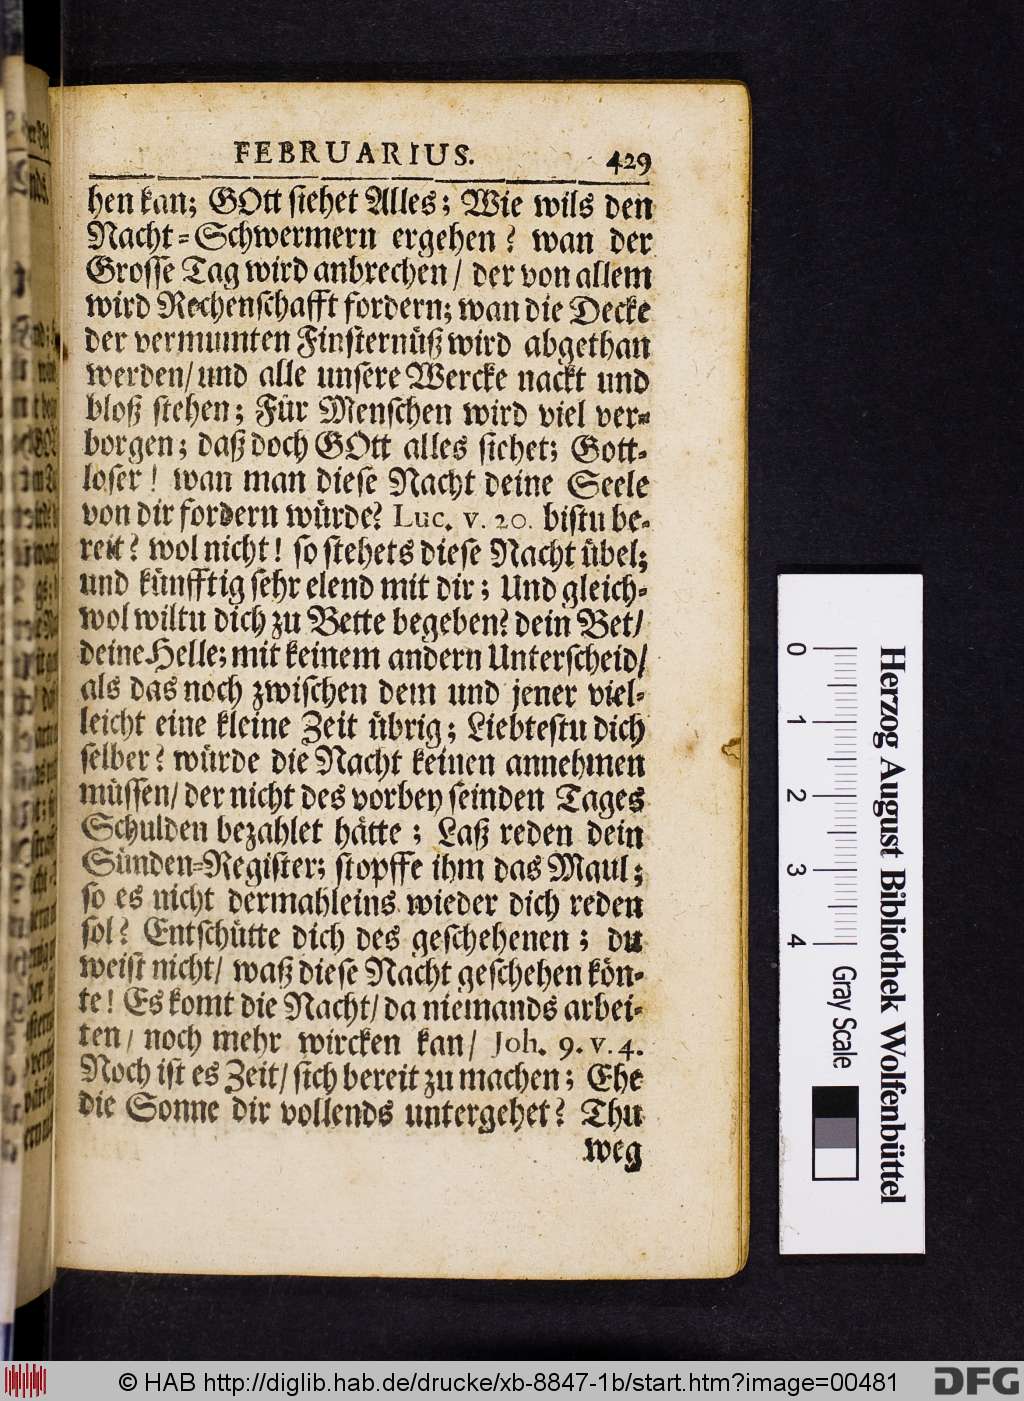 FEBRUARIUS. 429
hen kan; GOtt siehet Alles; Wie wils den
Nacht-Schwermern ergehen? wan der
Grosse Tag wird anbrechen/ der von allem
wird Rechenschafft fordern; wan die Decke
der vermumten Finsternüß wird abgethan
werden/ und alle unsere Wercke nackt und
bloß stehen; Für Menschen wird viel ver-
borgen; daß doch GOtt alles siehet; Gott-
loser! wan man diese Nacht deine Seele
von dir fordern würde? Luc. v. 20. bistu be-
reit? wol nicht! so stehets diese Nacht übel;
und künfftig sehr elend mit dir; Und gleich-
wol wiltu dich zu Bette begeben? dein Bet/
deine Helle; mit keinem andern Unterscheid/
als das noch zwischen dem und jener viel-
leicht eine kleine Zeit übrig; Liebtestu dich
selber? würde die Nacht keinen annehmen
müssen/ der nicht des vorbey seinden Tages
Schulden bezahlet hätte; Laß reden dein
Sünden-Register; stopffe ihm das Maul;
so es nicht dermahleins wieder dich reden
sol? Entschütte dich des geschehenen; du
weist nicht/ waß diese Nacht geschehen kön-
te! Es komt die Nacht/ da niemands arbei-
ten/ noch mehr wircken kan/ Joh. 9. v. 4.
Noch ist es Zeit/ sich bereit zu machen; Ehe
die Sonne dir vollends untergehet? Thu
weg
Herzog August Bibliothek Wolfenbüttel
0 1 2 3 4 Gray Scale
© HAB http://diglib.hab.de/drucke/xb-8847-1b/start.htm?image=00481
DFG